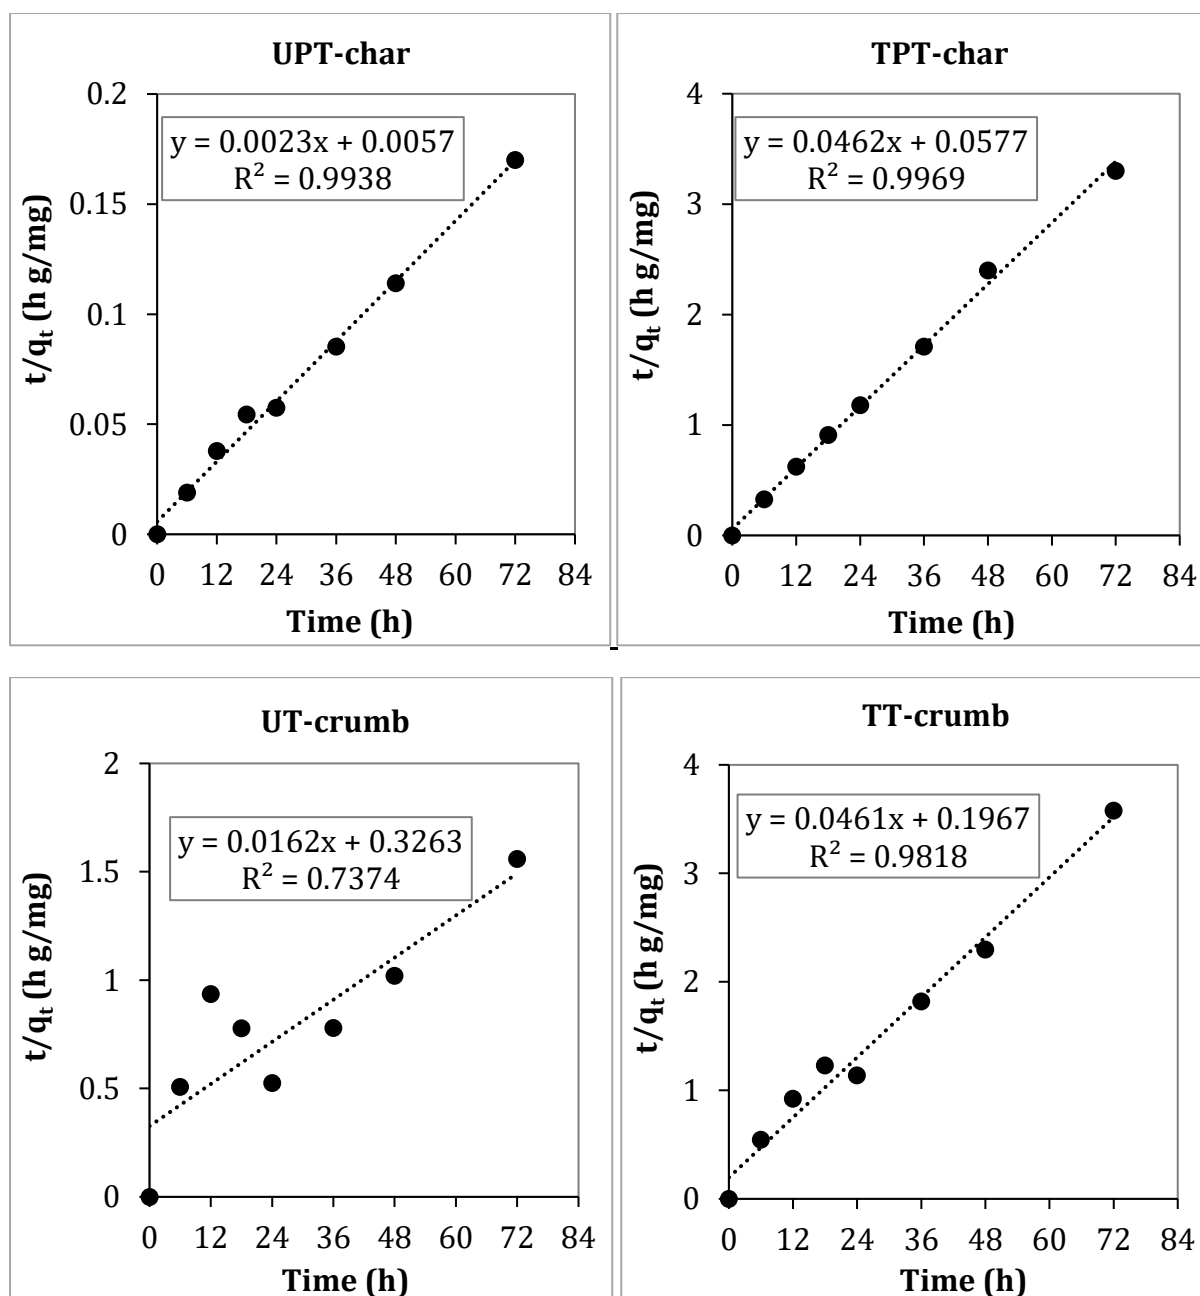 UPT-char
y = 0.0023x + 0.0057
R² = 0.9938
t/qₜ (h g/mg)
0.2
0.15
0.1
0.05
0
0 12 24 36 48 60 72 84
Time (h)
TPT-char
y = 0.0462x + 0.0577
R² = 0.9969
t/qₜ (h g/mg)
4
3
2
1
0
0 12 24 36 48 60 72 84
Time (h)
UT-crumb
y = 0.0162x + 0.3263
R² = 0.7374
t/qₜ (h g/mg)
2
1.5
1
0.5
0
0 12 24 36 48 60 72 84
Time (h)
TT-crumb
y = 0.0461x + 0.1967
R² = 0.9818
t/qₜ (h g/mg)
4
3
2
1
0
0 12 24 36 48 60 72 84
Time (h)